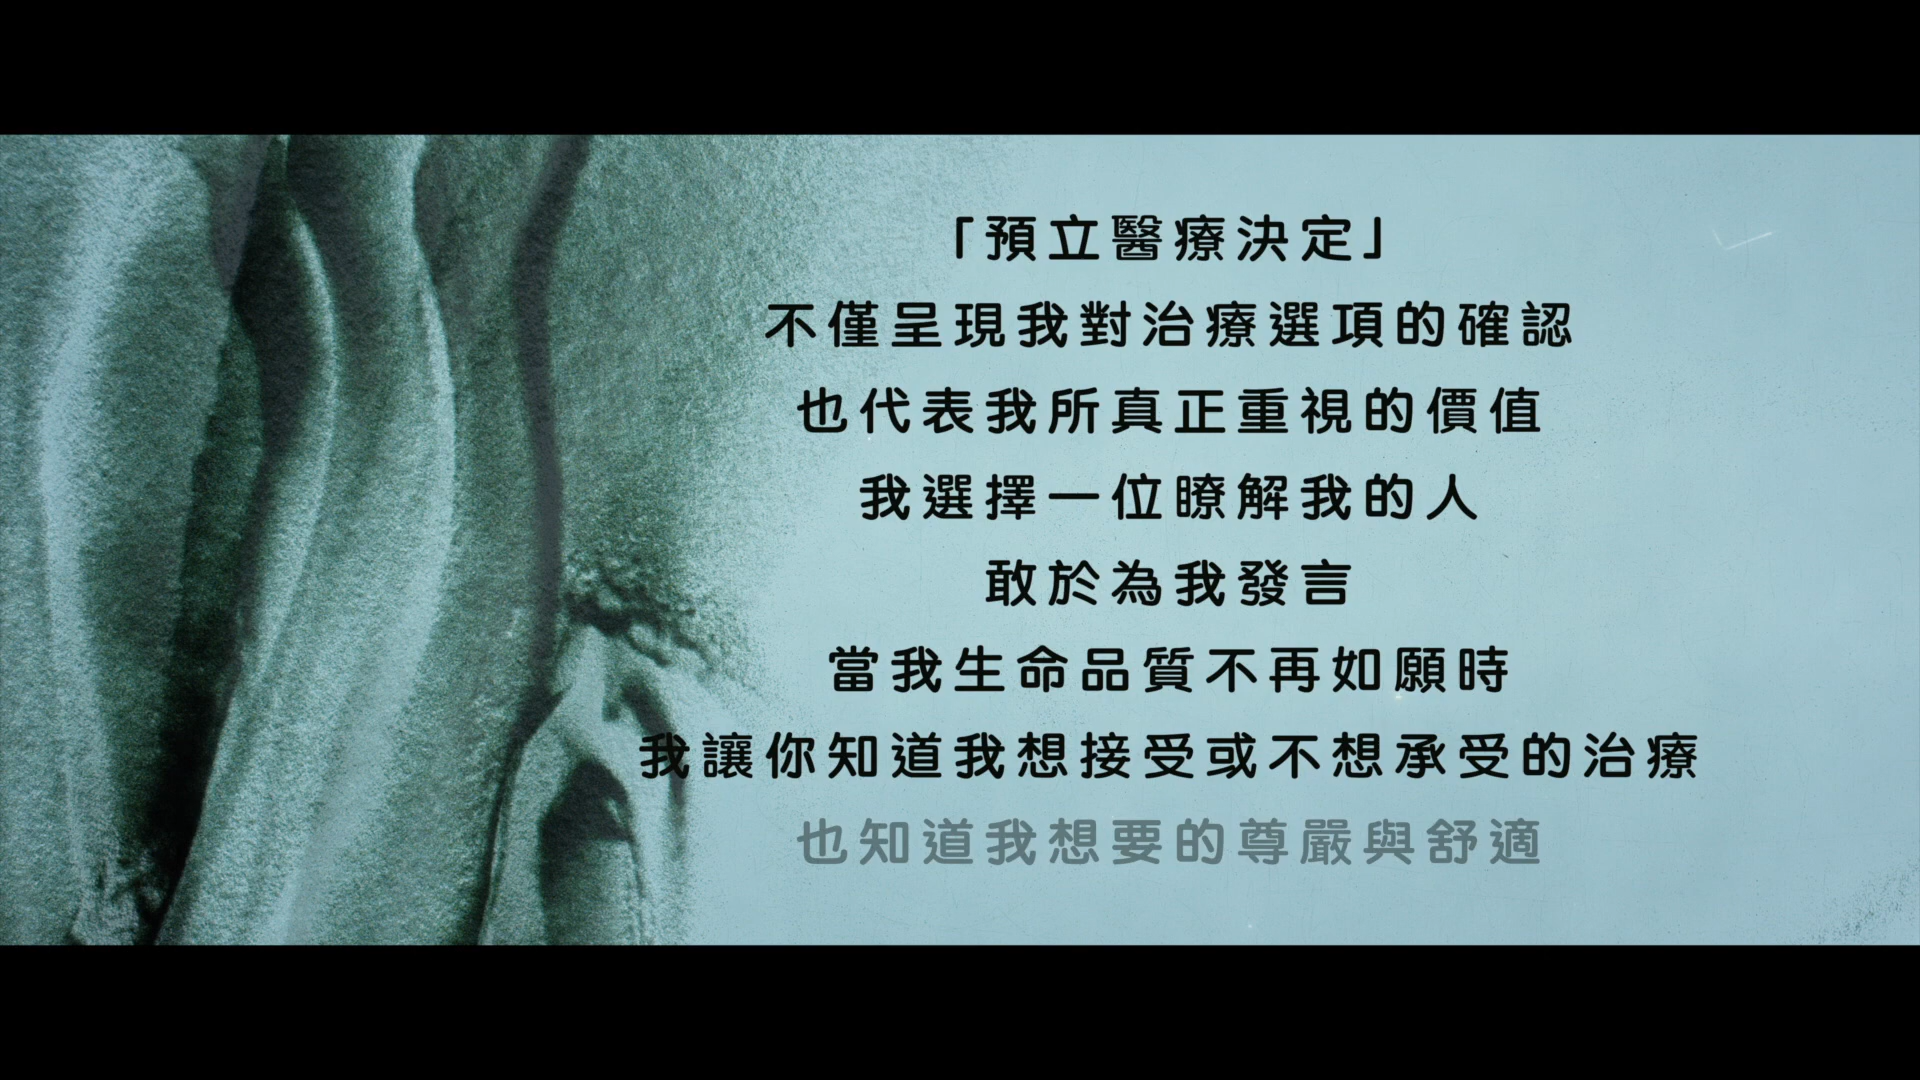 「預立醫療決定」
不僅呈現我對治療選項的確認
也代表我所真正重視的價值
我選擇一位瞭解我的人
敢於為我發言
當我生命品質不再如願時
我讓你知道我想接受或不想承受的治療
也知道我想要的尊嚴與舒適